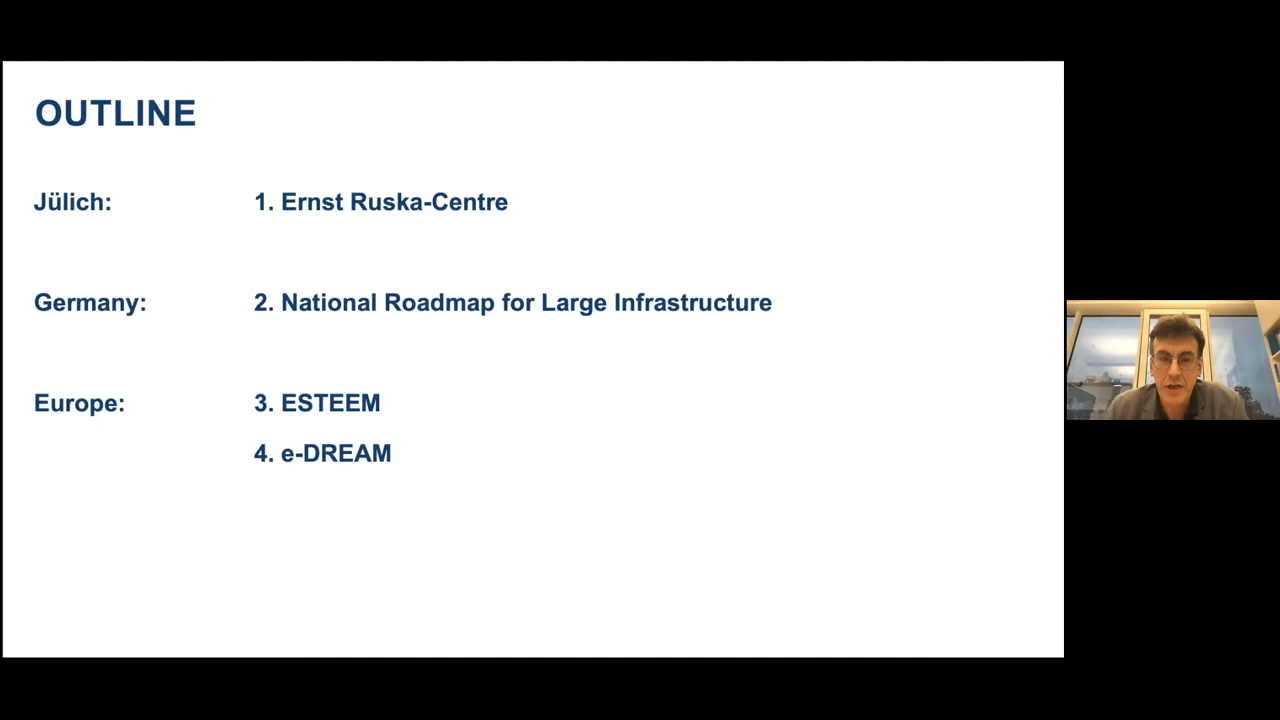 OUTLINE
Jülich: 1. Ernst Ruska-Centre
Germany: 2. National Roadmap for Large Infrastructure
Europe: 3. ESTEEM
4. e-DREAM